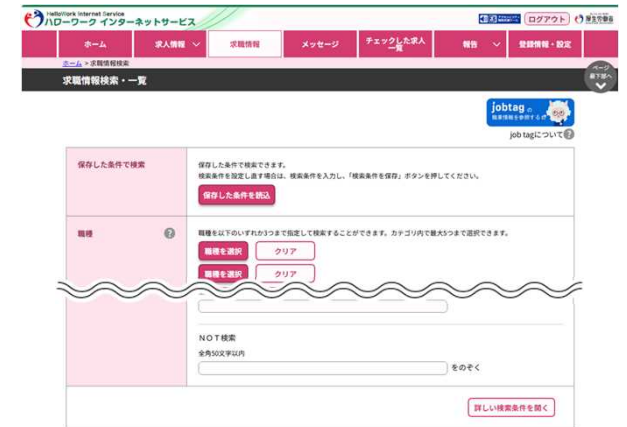 HelloWork Internet Service
ハローワーク インターネットサービス
ログアウト
厚生労働省
ホーム
求人情報
求職情報
メッセージ
チェックした求人
一覧
報告
登録情報・設定
ホーム > 求職情報検索
求職情報検索・一覧
ページ
最下部へ
jobtag
職業情報を参照する
job tagについて?
保存した条件で検索
保存した条件で検索できます。
検索条件を設定し直す場合は、検索条件を入力し、「検索条件を保存」ボタンを押してください。
保存した条件を読込
職種 ?
職種を以下のいずれか3つまで指定して検索することができます。カテゴリ内で最大5つまで選択できます。
職種を選択 クリア
職種を選択 クリア
NOT検索
全角50文字以内
をのぞく
詳しい検索条件を開く